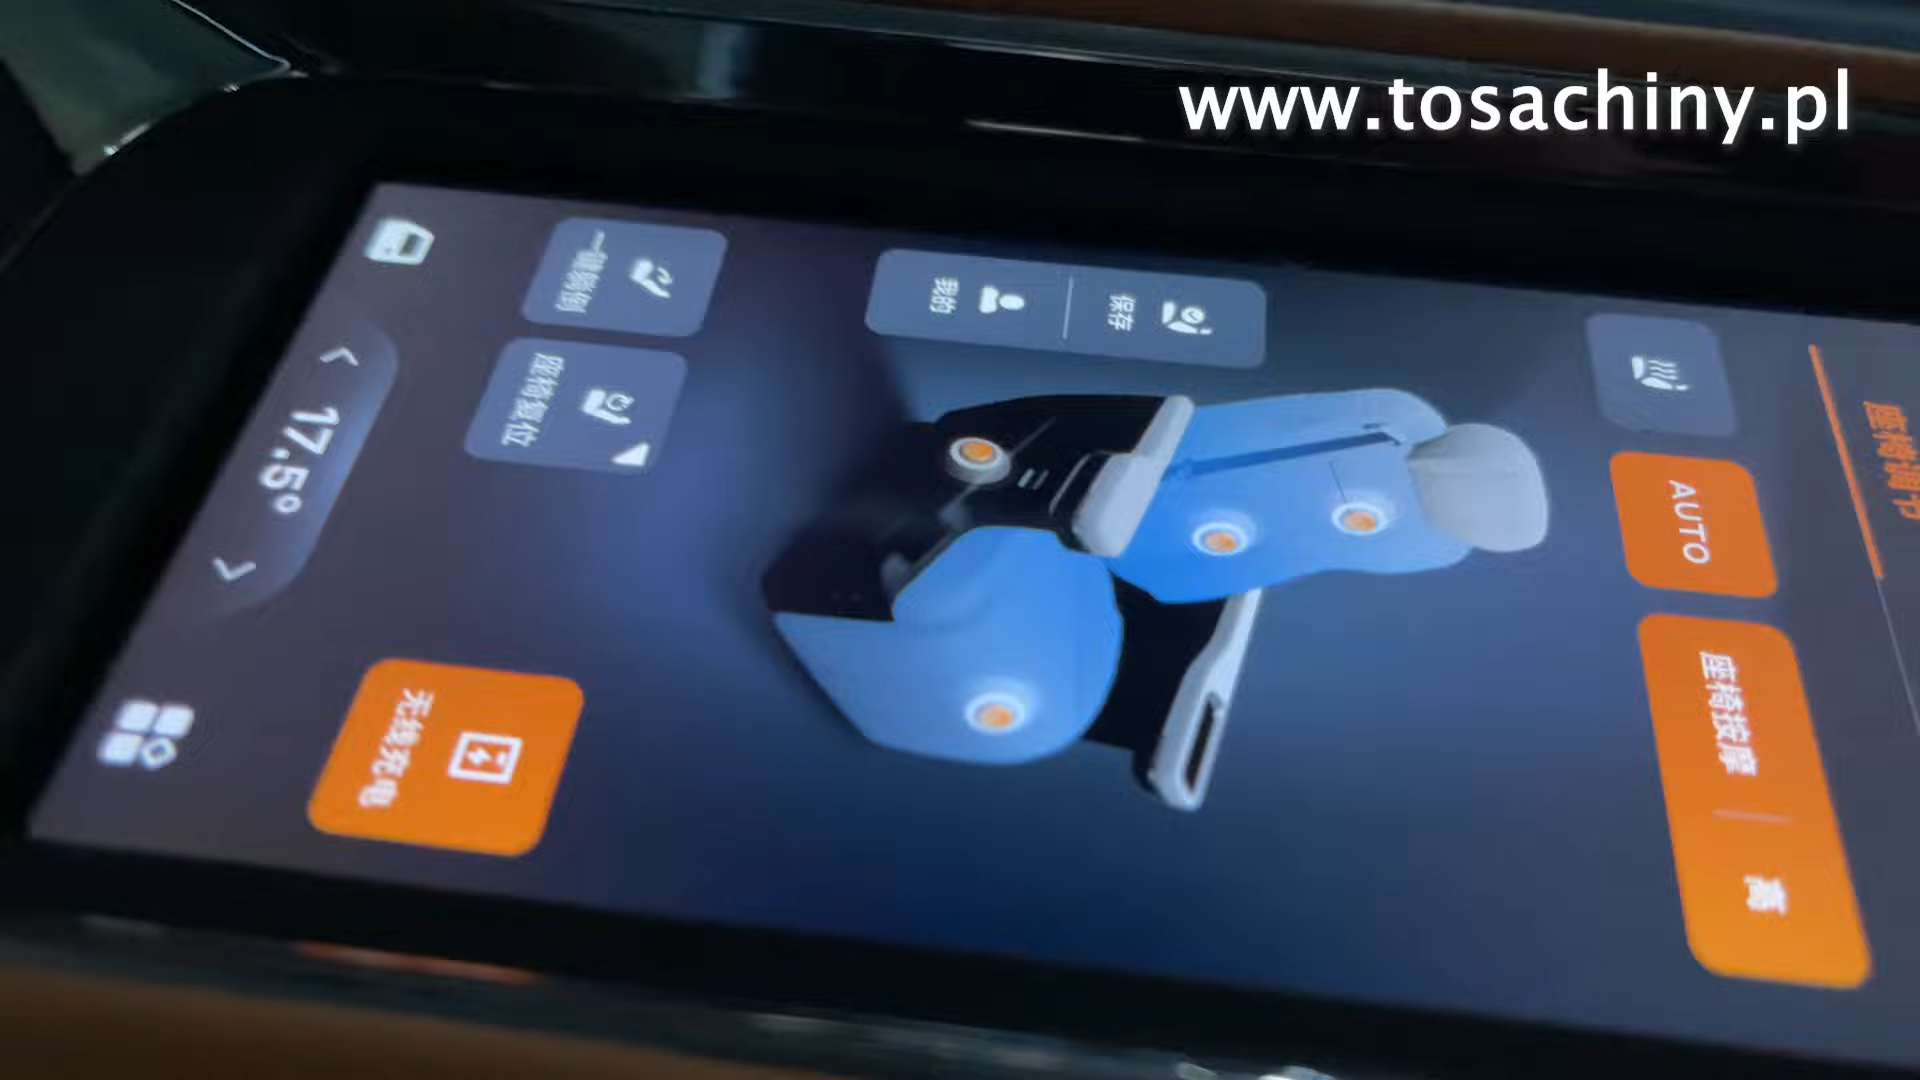 www.tosachiny.pl
座椅调节
AUTO
座椅按摩
高
我的
保存
一键躺倒
座椅复位
17.5°
无线充电